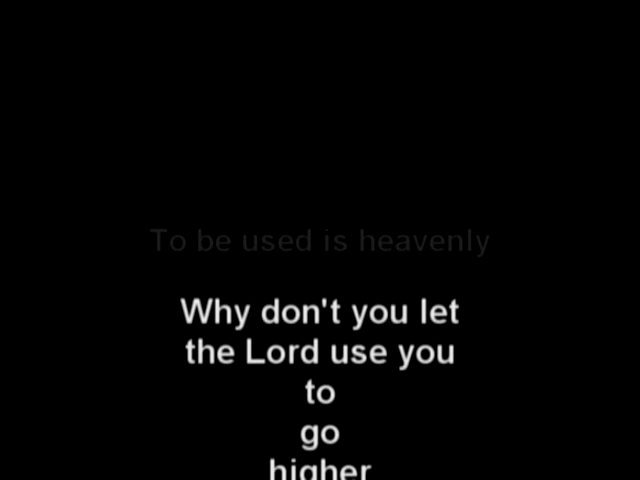 To be used is heavenly
Why don't you let
the Lord use you
to
go
higher